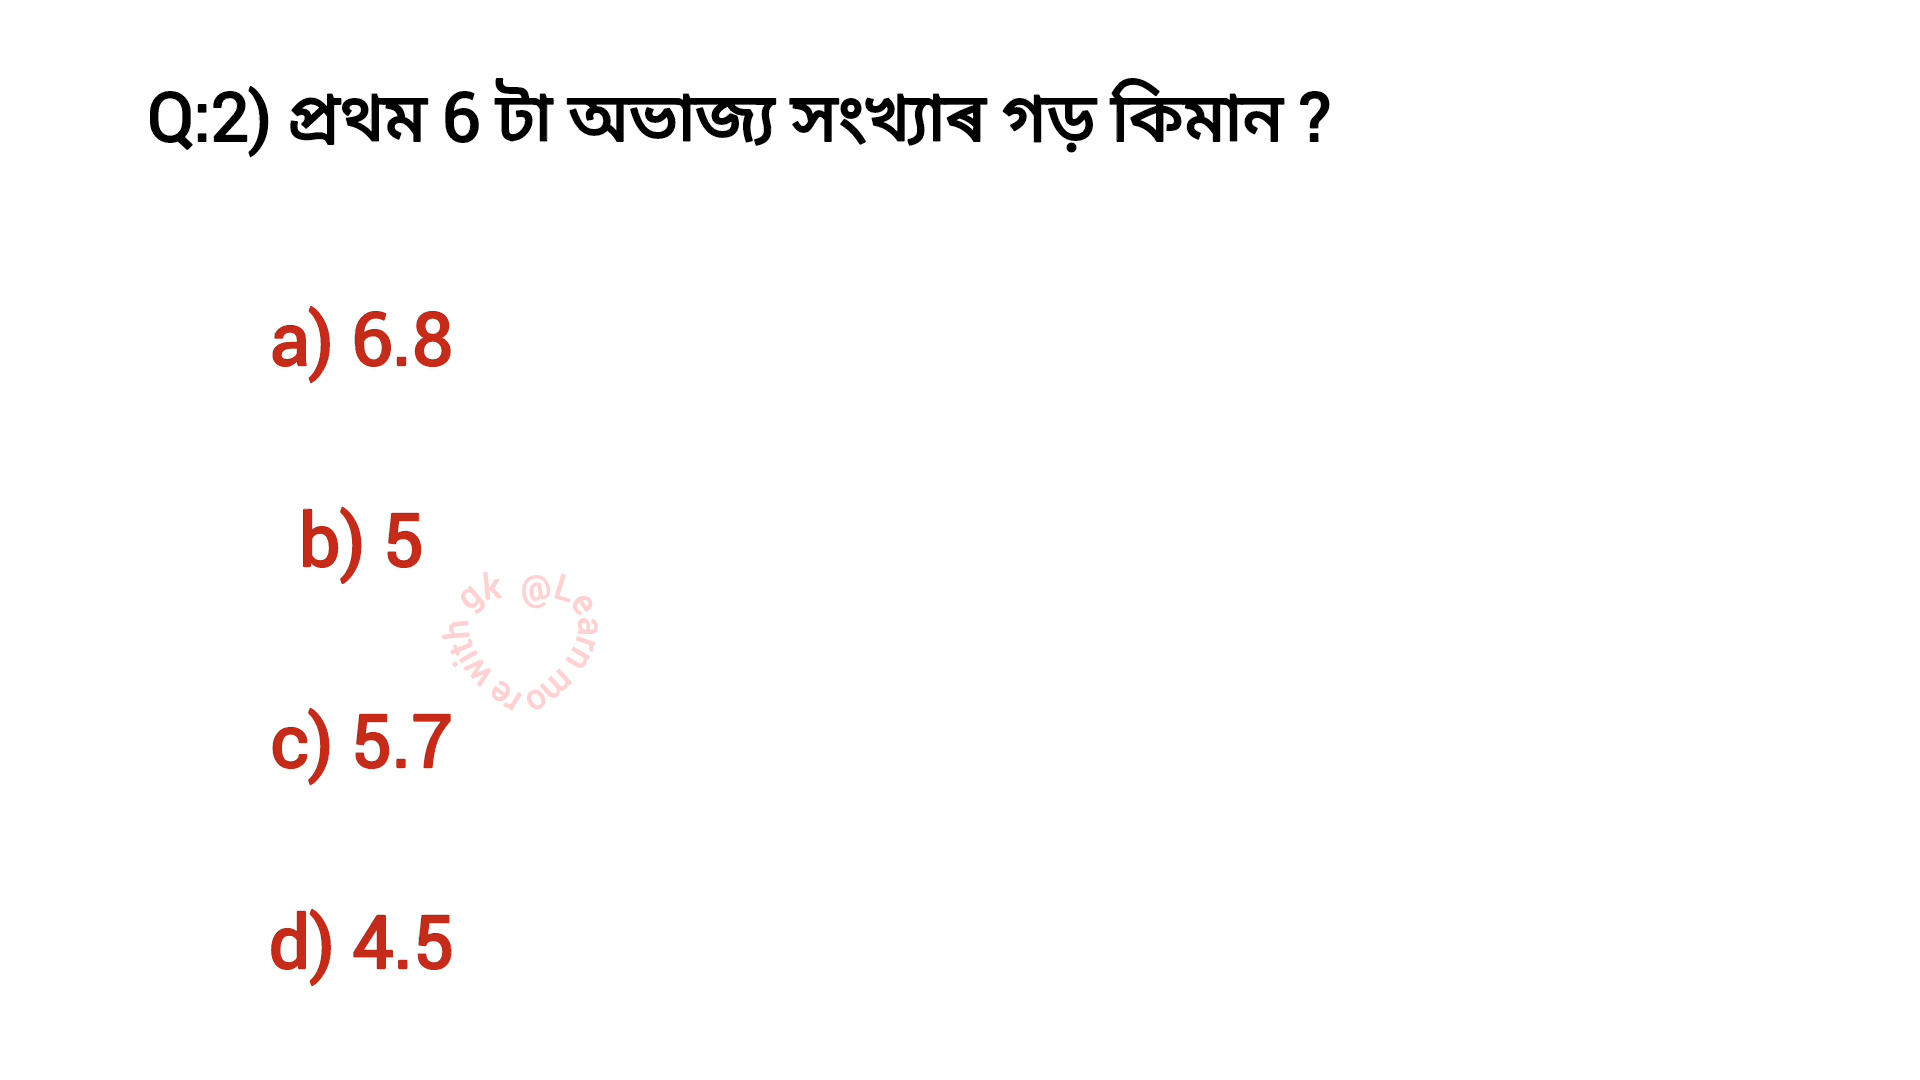 Q:2) প্ৰথম 6 টা অভাজ্য সংখ্যাৰ গড় কিমান ?
a) 6.8
b) 5
c) 5.7
d) 4.5
@Learn more with gk